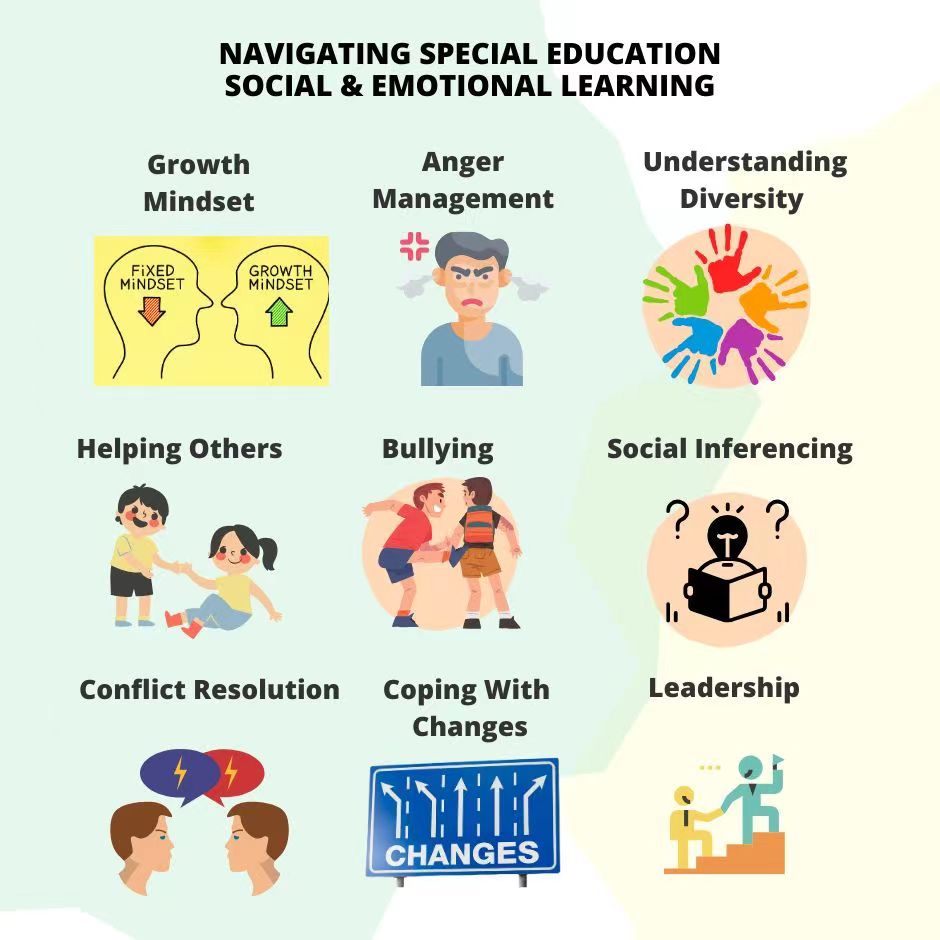 NAVIGATING SPECIAL EDUCATION
SOCIAL & EMOTIONAL LEARNING
Growth
Mindset
FiXED
MiNDSET
GROWTH
MiNDSET
Anger
Management
Understanding
Diversity
Helping Others
Bullying
Social Inferencing
? ?
Conflict Resolution
Coping With
Changes
CHANGES
Leadership